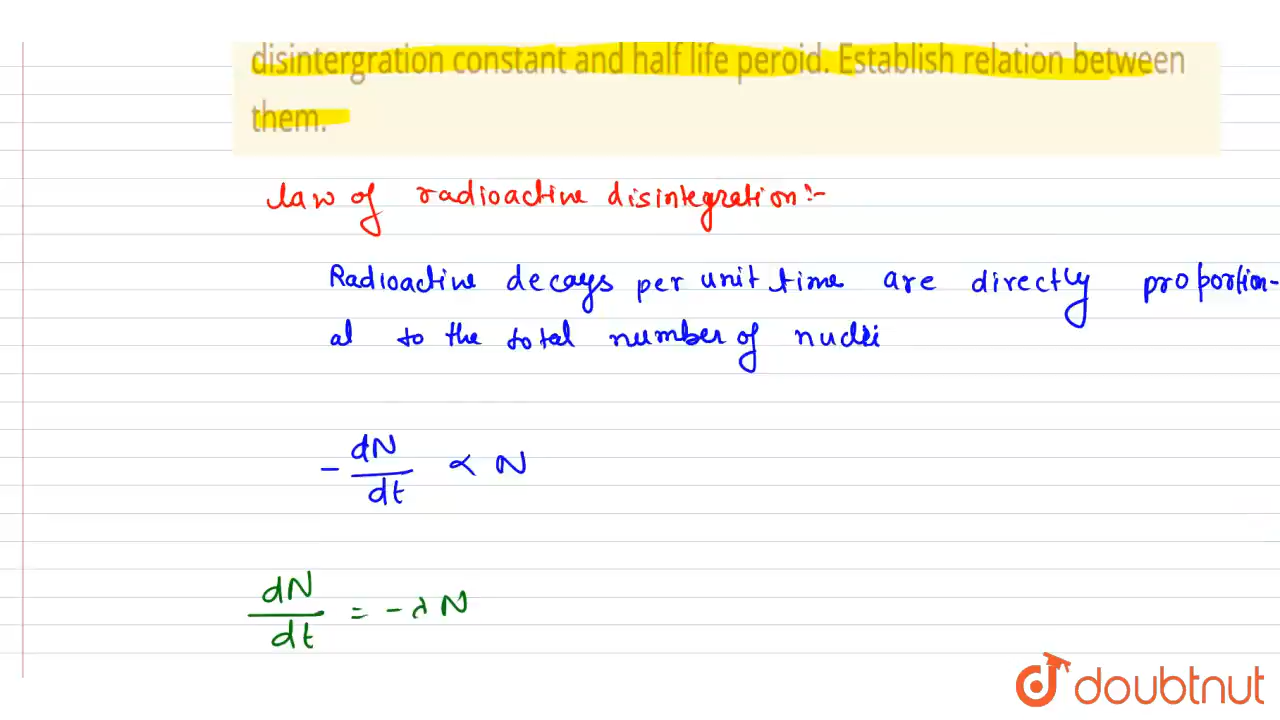 disintergration constant and half life peroid. Establish relation between
them.
law of radioactive disintegration:-
Radioactive decays per unit time are directly proportion-
al to the total number of nuclei
- dN/dt ∝ N
dN/dt = -λN
doubtnut